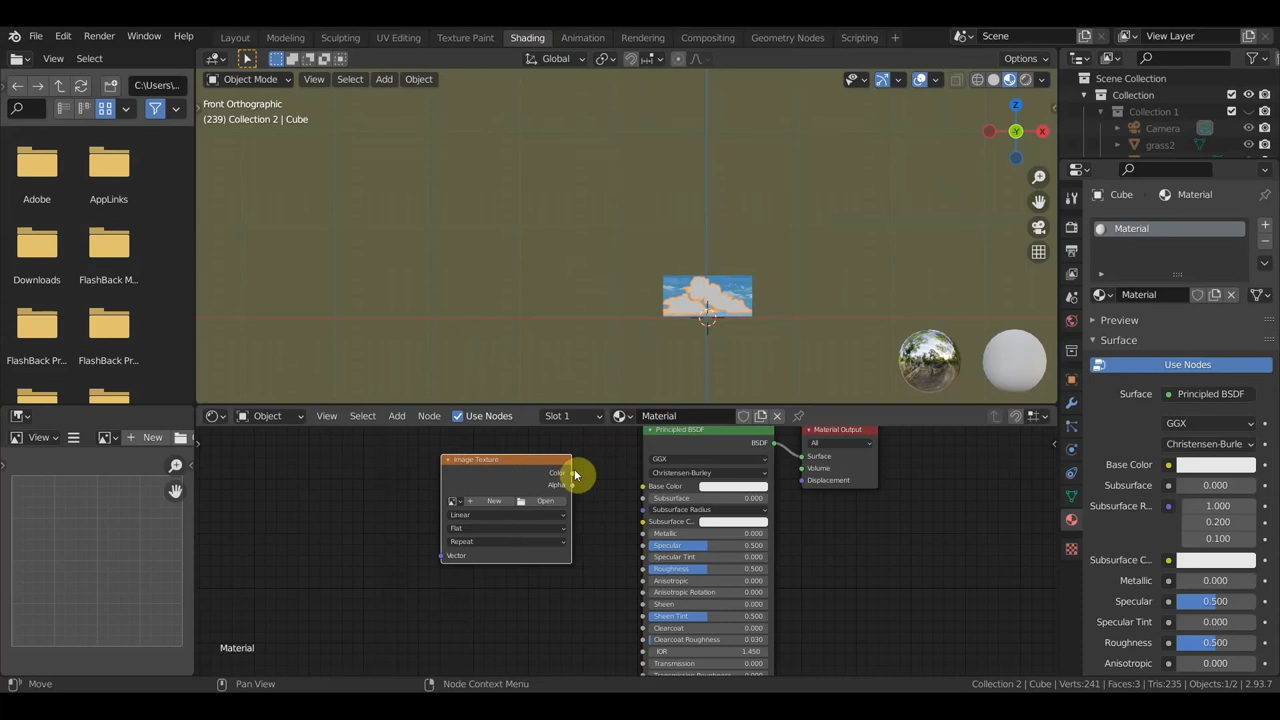 File Edit Render Window Help
Layout Modeling Sculpting UV Editing Texture Paint Shading Animation Rendering Compositing Geometry Nodes Scripting +
Scene
View Layer
View Select
Global
Object Mode View Select Add Object
Options
C:\Users\...
Front Orthographic
(239) Collection 2 | Cube
Z
X
-Y
Adobe AppLinks
Downloads FlashBack M...
FlashBack Pr... FlashBack Pr...
Scene Collection
Collection
Collection 1
Camera
grass2
Cube > Material
Material
Material
Preview
Surface
Use Nodes
Surface Principled BSDF
GGX
Christensen-Burle
Base Color
Subsurface 0.000
Subsurface R... 1.000
0.200
0.100
Subsurface C...
Metallic 0.000
Specular 0.500
Specular Tint 0.000
Roughness 0.500
Anisotropic 0.000
View New
Object View Select Add Node Use Nodes Slot 1 Material
Image Texture
Color
Alpha
New Open
Linear
Flat
Repeat
Vector
Principled BSDF
BSDF
GGX
Christensen-Burley
Base Color
Subsurface 0.000
Subsurface Radius
Subsurface C...
Metallic 0.000
Specular 0.500
Specular Tint 0.000
Roughness 0.500
Anisotropic 0.000
Anisotropic Rotation 0.000
Sheen 0.000
Sheen Tint 0.500
Clearcoat 0.000
Clearcoat Roughness 0.030
IOR 1.450
Transmission 0.000
Material Output
All
Surface
Volume
Displacement
Material
Move Pan View Node Context Menu
Collection 2 | Cube | Verts:241 | Faces:3 | Tris:235 | Objects:1/2 | 2.93.7